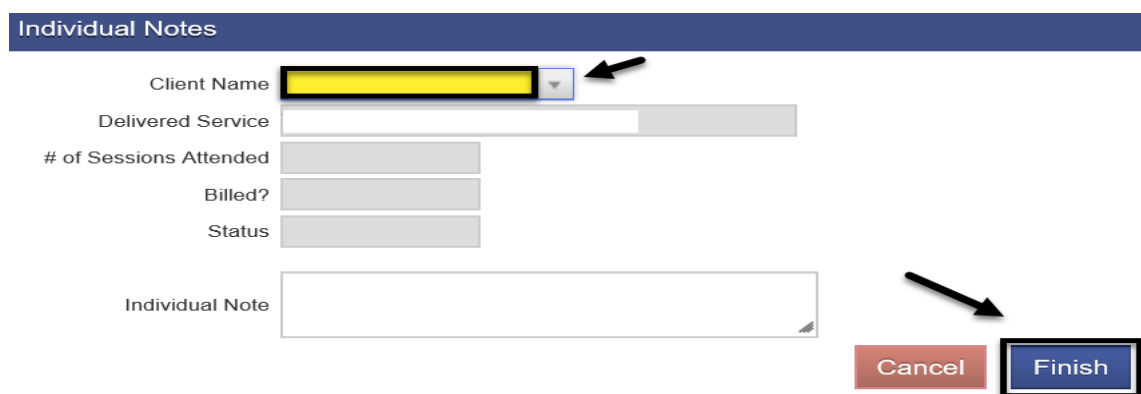 Individual Notes
Client Name
Delivered Service
# of Sessions Attended
Billed?
Status
Individual Note
Cancel Finish